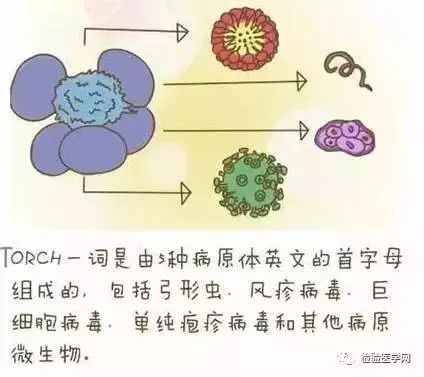 TORCH一词是由5种病原体英文的首字母
组成的，包括弓形虫、风疹病毒、巨
细胞病毒、单纯疱疹病毒和其他病原
微生物。
检验医学网